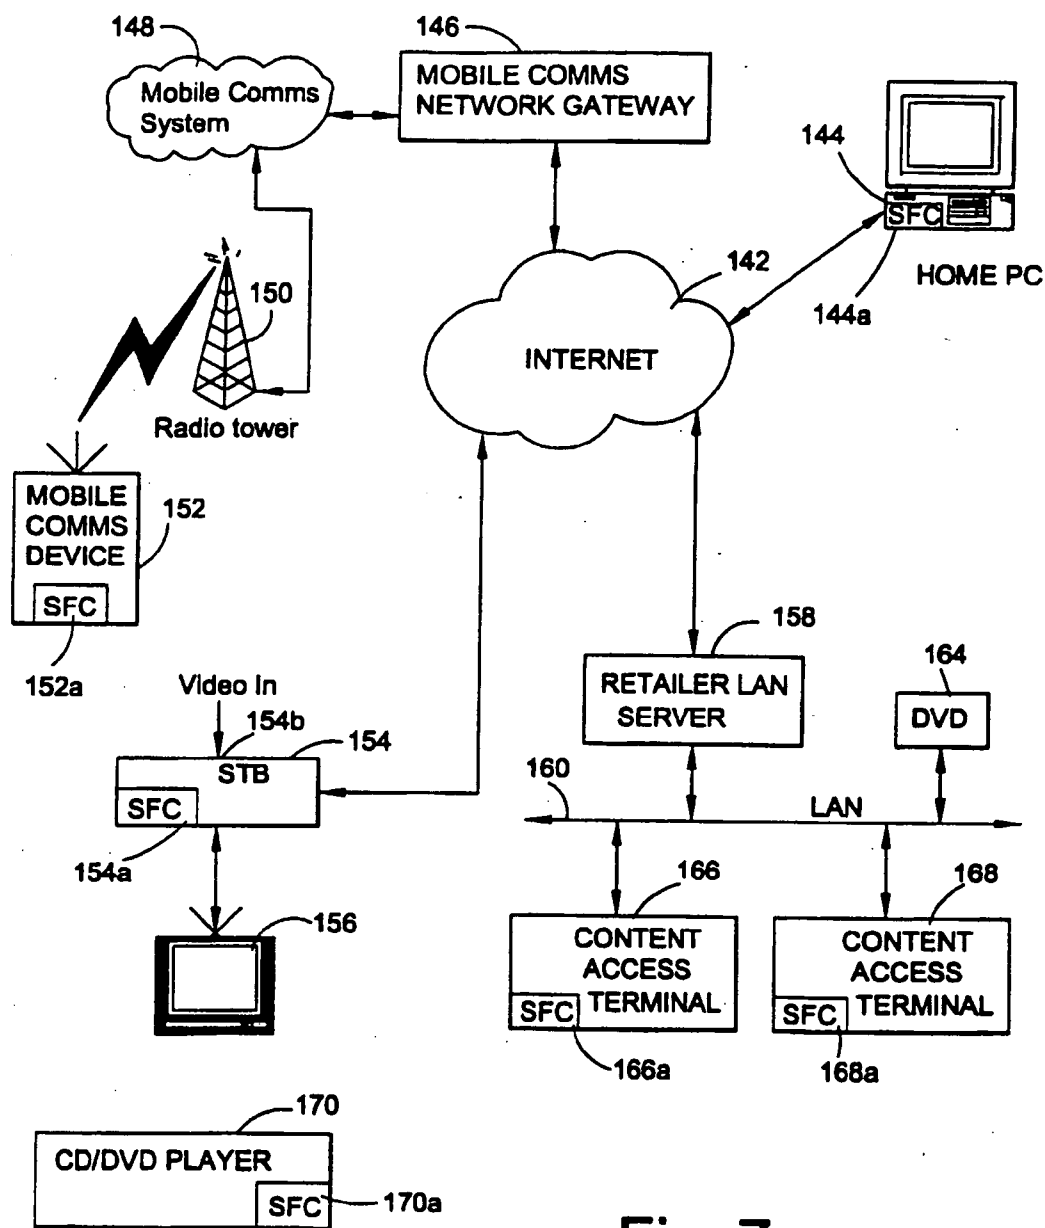 148
146
Mobile Comms
System
MOBILE COMMS
NETWORK GATEWAY
144
SFC
144a
HOME PC
142
INTERNET
150
Radio tower
MOBILE
COMMS
DEVICE
152
SFC
152a
Video In
154b
154
STB
SFC
154a
156
158
RETAILER LAN
SERVER
164
DVD
160
LAN
166
CONTENT
ACCESS
TERMINAL
SFC
166a
168
CONTENT
ACCESS
TERMINAL
SFC
168a
170
CD/DVD PLAYER
SFC
170a